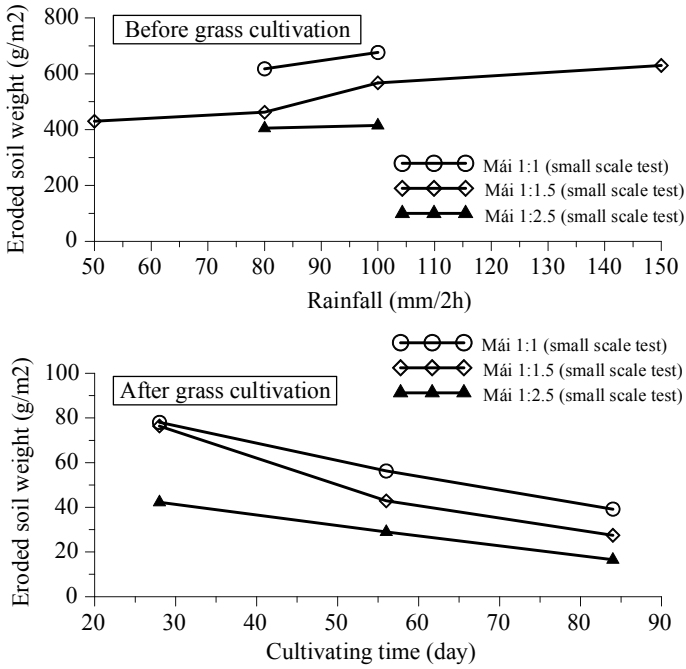 Before grass cultivation
Eroded soil weight (g/m2)
800
600
400
200
0
Mái 1:1 (small scale test)
Mái 1:1.5 (small scale test)
Mái 1:2.5 (small scale test)
50 60 70 80 90 100 110 120 130 140 150
Rainfall (mm/2h)
Mái 1:1 (small scale test)
Mái 1:1.5 (small scale test)
Mái 1:2.5 (small scale test)
After grass cultivation
Eroded soil weight (g/m2)
100
80
60
40
20
0
20 30 40 50 60 70 80 90
Cultivating time (day)